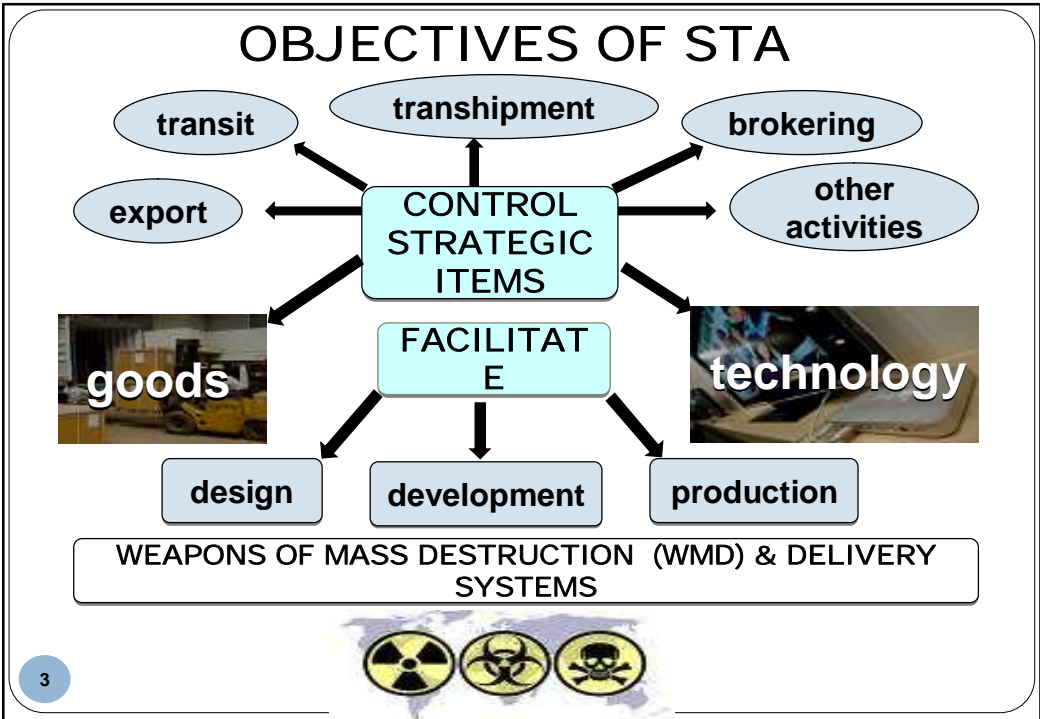 OBJECTIVES OF STA
transit
transhipment
brokering
export
CONTROL
STRATEGIC
ITEMS
other
activities
goods
FACILITAT
E
technology
design
development
production
WEAPONS OF MASS DESTRUCTION (WMD) & DELIVERY
SYSTEMS
3